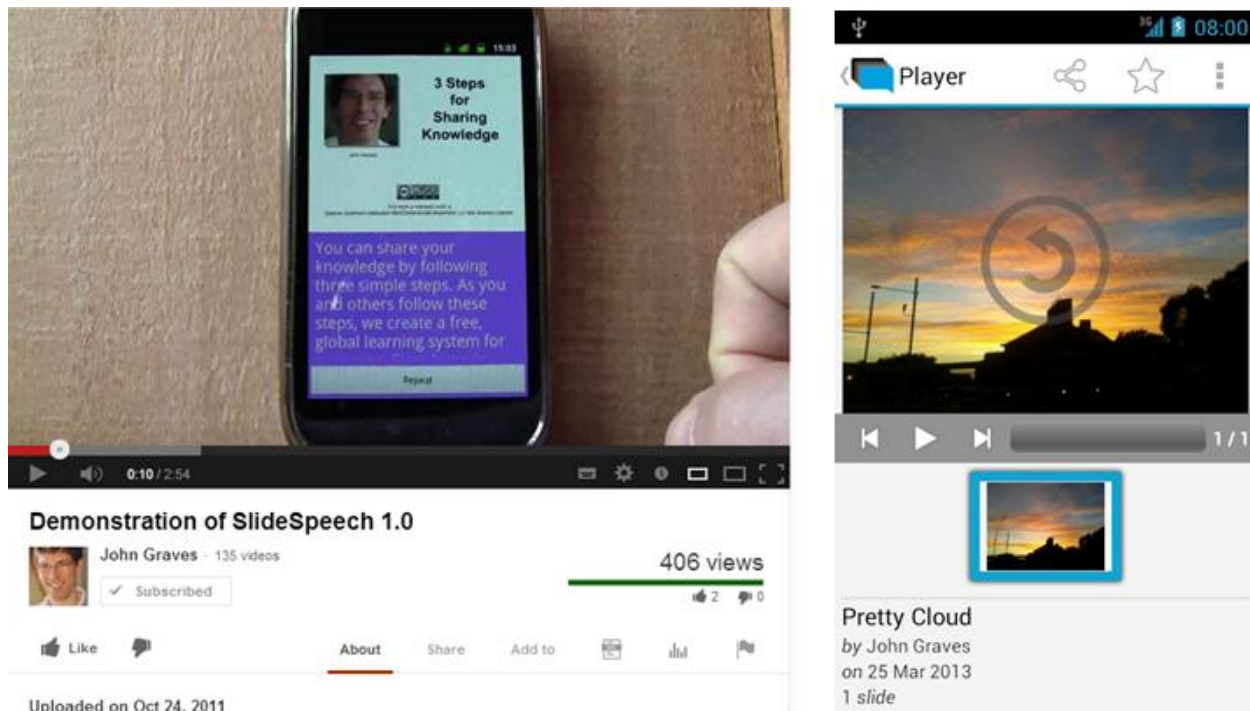 15:03
3 Steps
for
Sharing
Knowledge
You can share your
knowledge by following
three simple steps. As you
and others follow these
steps, we create a free,
global learning system for
Repeat
0:10 / 2:54
Demonstration of SlideSpeech 1.0
John Graves · 135 videos
Subscribed
406 views
2 0
Like
About Share Add to
Uploaded on Oct 24, 2011
3G 08:00
Player
1 / 1
Pretty Cloud
by John Graves
on 25 Mar 2013
1 slide